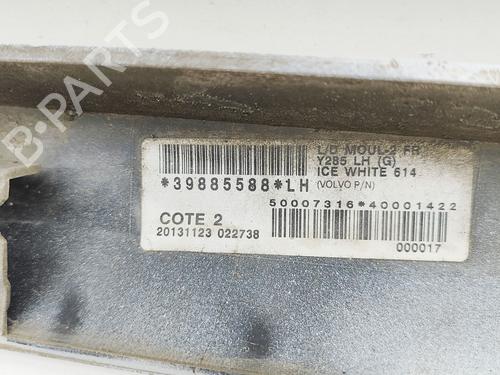 B-PARTS
L/D MOUL-2 FR
Y285 LH (G)
ICE WHITE 614
*39885588*LH (VOLVO P/N)
50007316*40001422
COTE 2
20131123 022738
000017